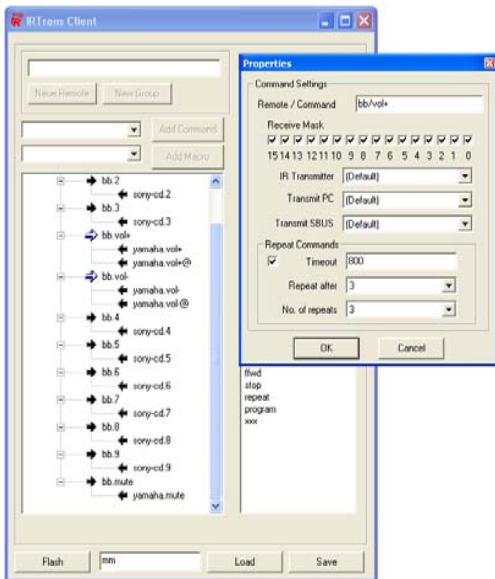 IRTrans Client
Neue Remote
New Group
Add Command
Add Macro
bb.2
sony-cd.2
bb.3
sony-cd.3
bb.vol+
yamaha.vol+
yamaha.vol+@
bb.vol-
yamaha.vol-
yamaha.vol-@
bb.4
sony-cd.4
bb.5
sony-cd.5
bb.6
sony-cd.6
bb.7
sony-cd.7
bb.8
sony-cd.8
bb.9
sony-cd.9
bb.mute
yamaha.mute
ffwd
stop
repeat
program
xxx
Flash
mm
Load
Save
Properties
Command Settings
Remote / Command bb/vol+
Receive Mask
15 14 13 12 11 10 9 8 7 6 5 4 3 2 1 0
IR Transmitter (Default)
Transmit PC (Default)
Transmit SBUS (Default)
Repeat Commands
Timeout 800
Repeat after 3
No. of repeats 3
OK
Cancel